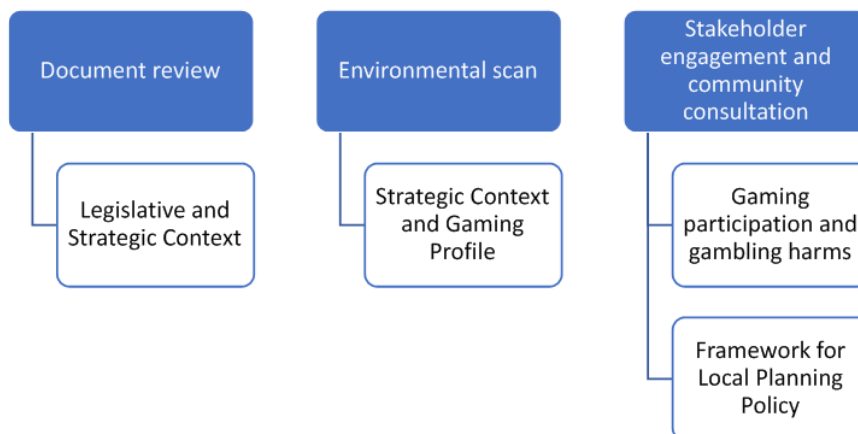 Document review
Legislative and
Strategic Context
Environmental scan
Strategic Context
and Gaming
Profile
Stakeholder
engagement and
community
consultation
Gaming
participation and
gambling harms
Framework for
Local Planning
Policy